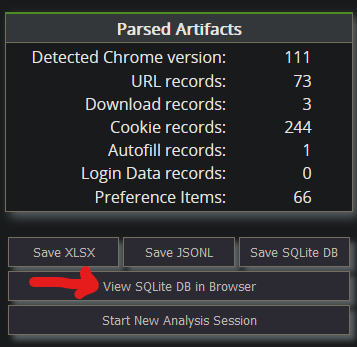 Parsed Artifacts
Detected Chrome version: 111
URL records: 73
Download records: 3
Cookie records: 244
Autofill records: 1
Login Data records: 0
Preference Items: 66
Save XLSX Save JSONL Save SQLite DB
View SQLite DB in Browser
Start New Analysis Session